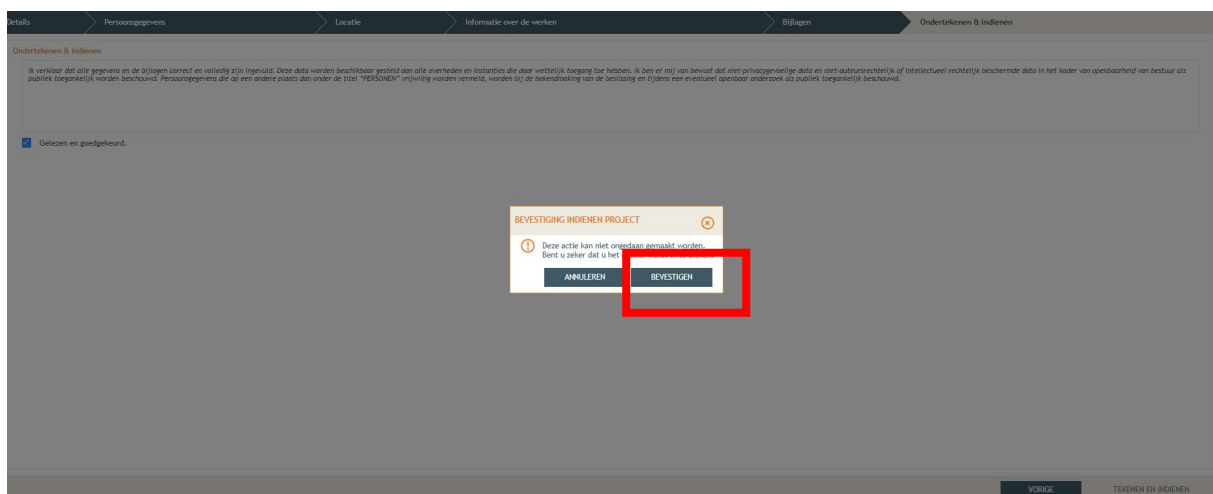 Details
Persoonsgegevens
Locatie
Informatie over de werken
Bijlagen
Ondertekenen & indienen
Ondertekenen & indienen
Ik verklaar dat alle gegevens en de bijlagen correct en volledig zijn ingevuld. Deze data worden beschikbaar gesteld aan alle overheden en instanties die daar wettelijk toegang toe hebben. Ik ben er mij van bewust dat niet-privacygevoelige data en niet-auteursrechtelijk of intellectueel rechtelijk beschermde data in het kader van openbaarheid van bestuur als
publiek toegankelijk worden beschouwd. Persoonsgegevens die op een andere plaats dan onder de titel "PERSONEN" vrijwillig worden vermeld, worden bij de bekendmaking van de beslissing en tijdens een eventueel openbaar onderzoek als publiek toegankelijk beschouwd.
Gelezen en goedgekeurd.
BEVESTIGING INDIENEN PROJECT
Deze actie kan niet ongedaan gemaakt worden.
Bent u zeker dat u het
ANNULEREN
BEVESTIGEN
VORIGE
TEKENEN EN INDIENEN